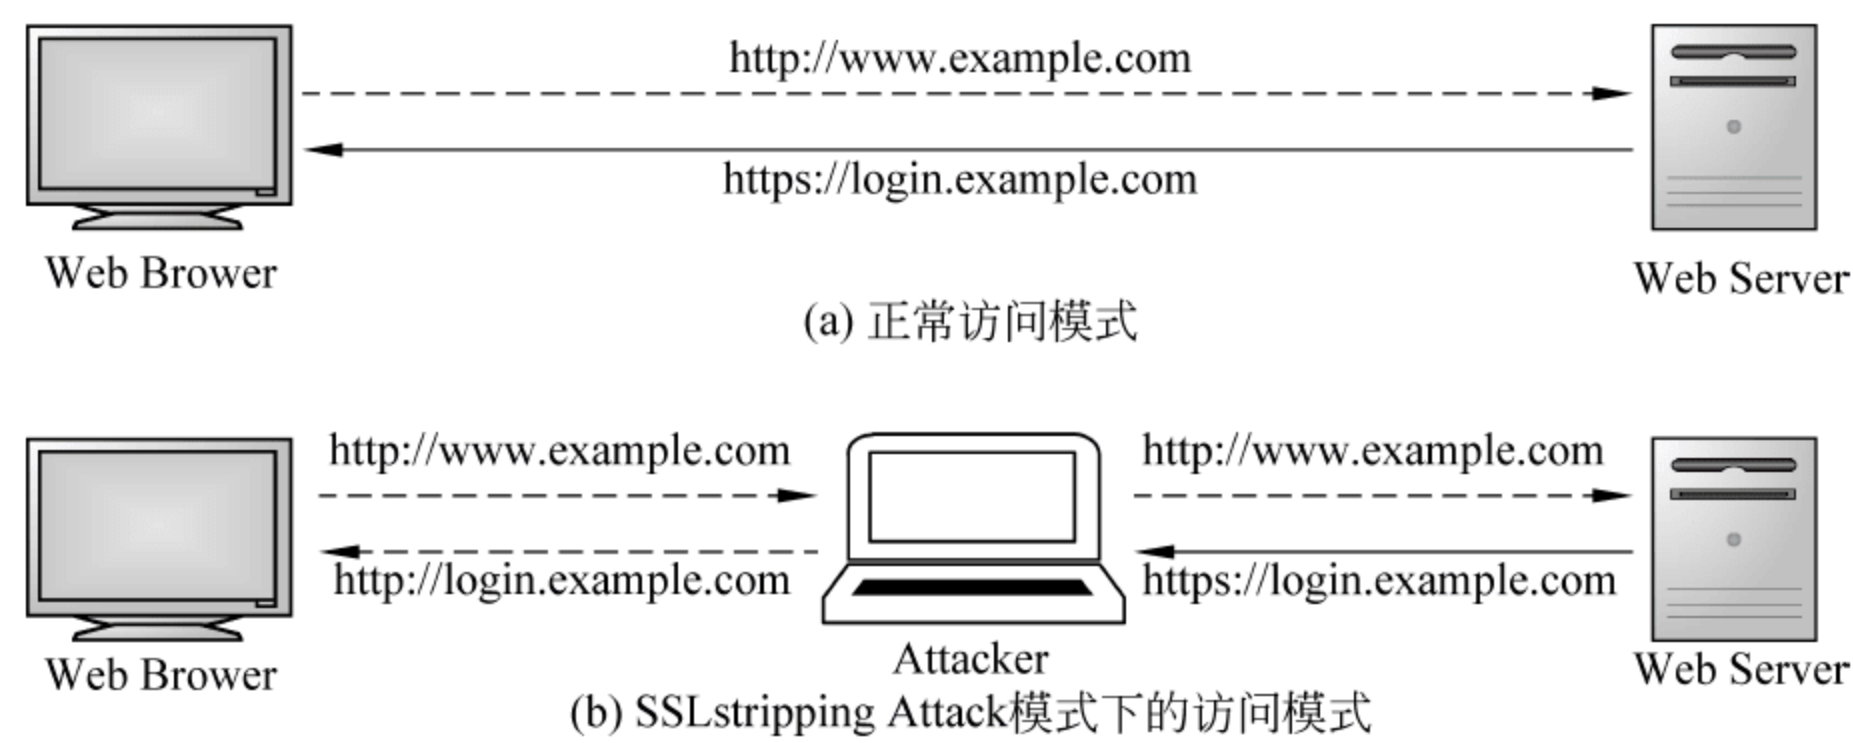 http://www.example.com
https://login.example.com
Web Brower
Web Server
(a) 正常访问模式
http://www.example.com
http://www.example.com
http://login.example.com
https://login.example.com
Attacker
Web Brower
Web Server
(b) SSLstripping Attack模式下的访问模式